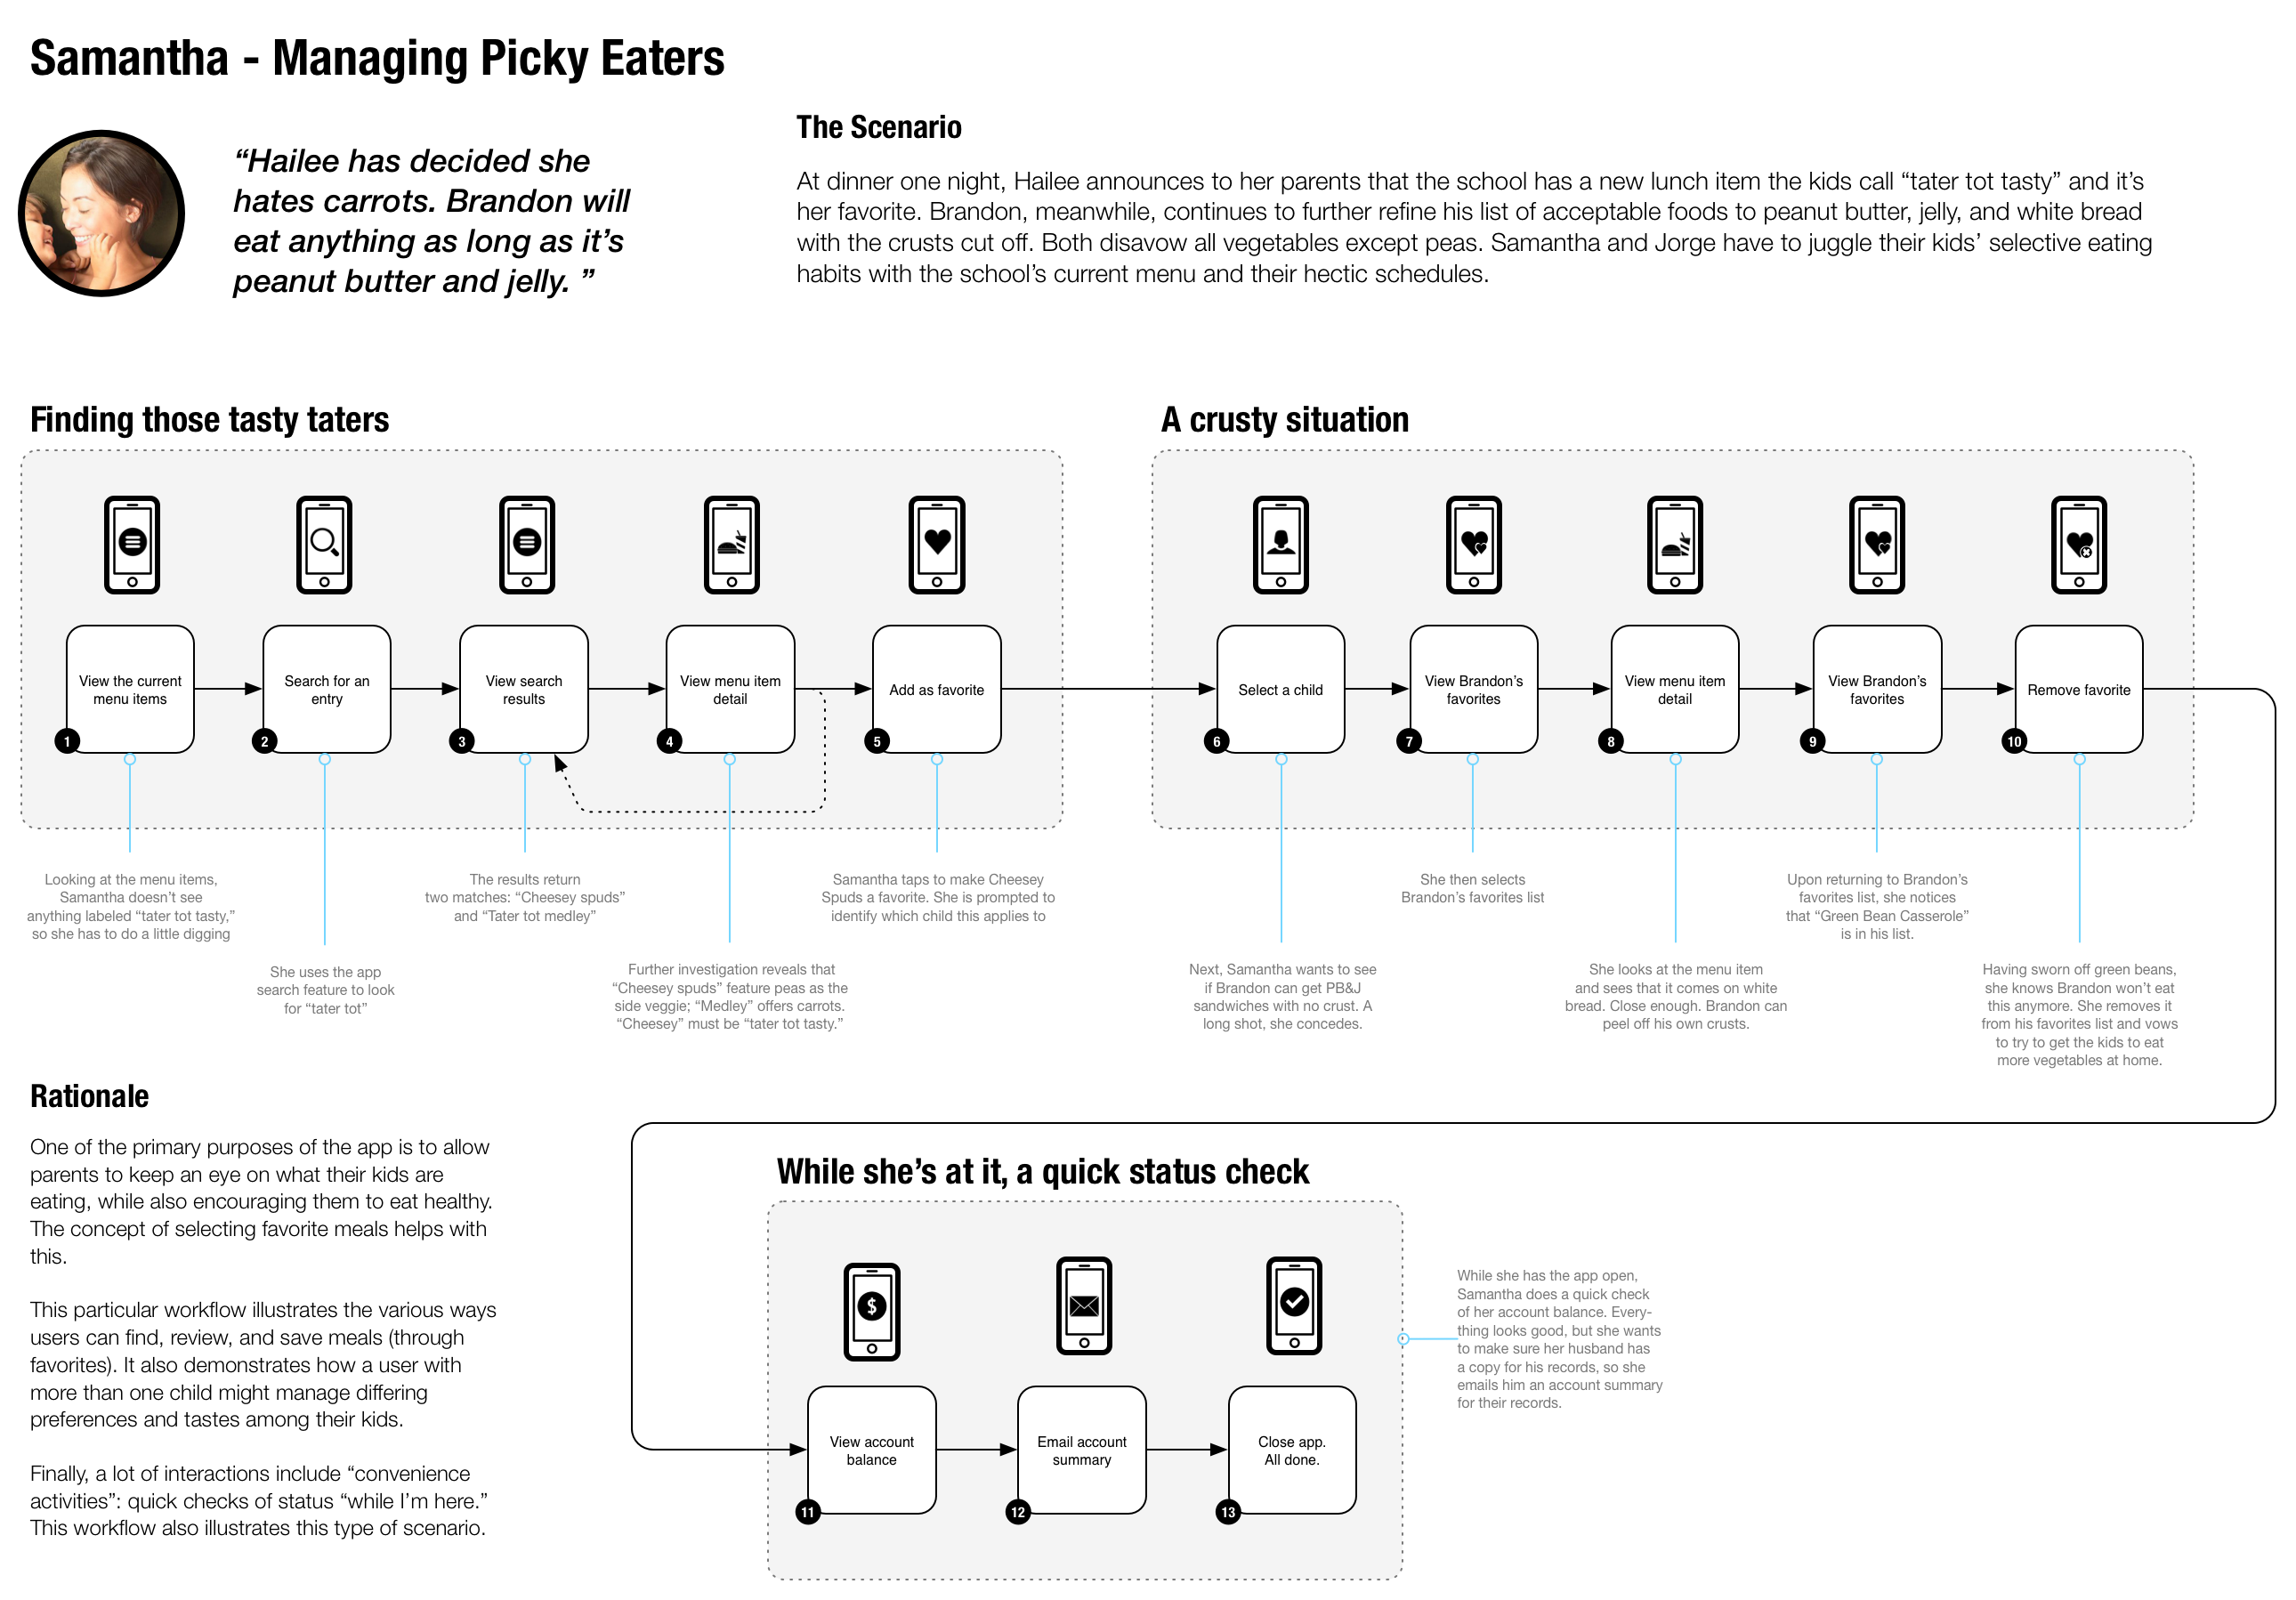 Samantha - Managing Picky Eaters
“Hailee has decided she
hates carrots. Brandon will
eat anything as long as it’s
peanut butter and jelly. ”
The Scenario
At dinner one night, Hailee announces to her parents that the school has a new lunch item the kids call “tater tot tasty” and it’s
her favorite. Brandon, meanwhile, continues to further refine his list of acceptable foods to peanut butter, jelly, and white bread
with the crusts cut off. Both disavow all vegetables except peas. Samantha and Jorge have to juggle their kids’ selective eating
habits with the school’s current menu and their hectic schedules.
Finding those tasty taters
View the current
menu items
1
Search for an
entry
2
View search
results
3
View menu item
detail
4
Add as favorite
5
Looking at the menu items,
Samantha doesn’t see
anything labeled “tater tot tasty,”
so she has to do a little digging
She uses the app
search feature to look
for “tater tot”
The results return
two matches: “Cheesey spuds”
and “Tater tot medley”
Further investigation reveals that
“Cheesey spuds” feature peas as the
side veggie; “Medley” offers carrots.
“Cheesey” must be “tater tot tasty.”
Samantha taps to make Cheesey
Spuds a favorite. She is prompted to
identify which child this applies to
A crusty situation
Select a child
6
View Brandon’s
favorites
7
View menu item
detail
8
View Brandon’s
favorites
9
Remove favorite
10
Next, Samantha wants to see
if Brandon can get PB&J
sandwiches with no crust. A
long shot, she concedes.
She then selects
Brandon’s favorites list
She looks at the menu item
and sees that it comes on white
bread. Close enough. Brandon can
peel off his own crusts.
Upon returning to Brandon’s
favorites list, she notices
that “Green Bean Casserole”
is in his list.
Having sworn off green beans,
she knows Brandon won’t eat
this anymore. She removes it
from his favorites list and vows
to try to get the kids to eat
more vegetables at home.
Rationale
One of the primary purposes of the app is to allow
parents to keep an eye on what their kids are
eating, while also encouraging them to eat healthy.
The concept of selecting favorite meals helps with
this.
This particular workflow illustrates the various ways
users can find, review, and save meals (through
favorites). It also demonstrates how a user with
more than one child might manage differing
preferences and tastes among their kids.
Finally, a lot of interactions include “convenience
activities”: quick checks of status “while I’m here.”
This workflow also illustrates this type of scenario.
While she’s at it, a quick status check
$
View account
balance
11
Email account
summary
12
Close app.
All done.
13
While she has the app open,
Samantha does a quick check
of her account balance. Every-
thing looks good, but she wants
to make sure her husband has
a copy for his records, so she
emails him an account summary
for their records.